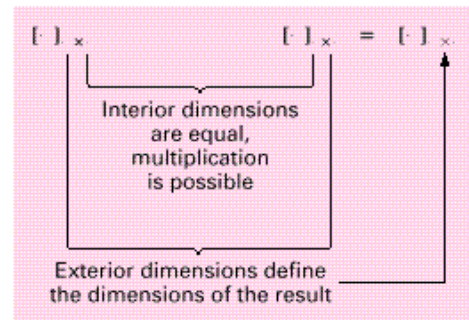 [·] × [·] × = [·] ×
Interior dimensions
are equal,
multiplication
is possible
Exterior dimensions define
the dimensions of the result